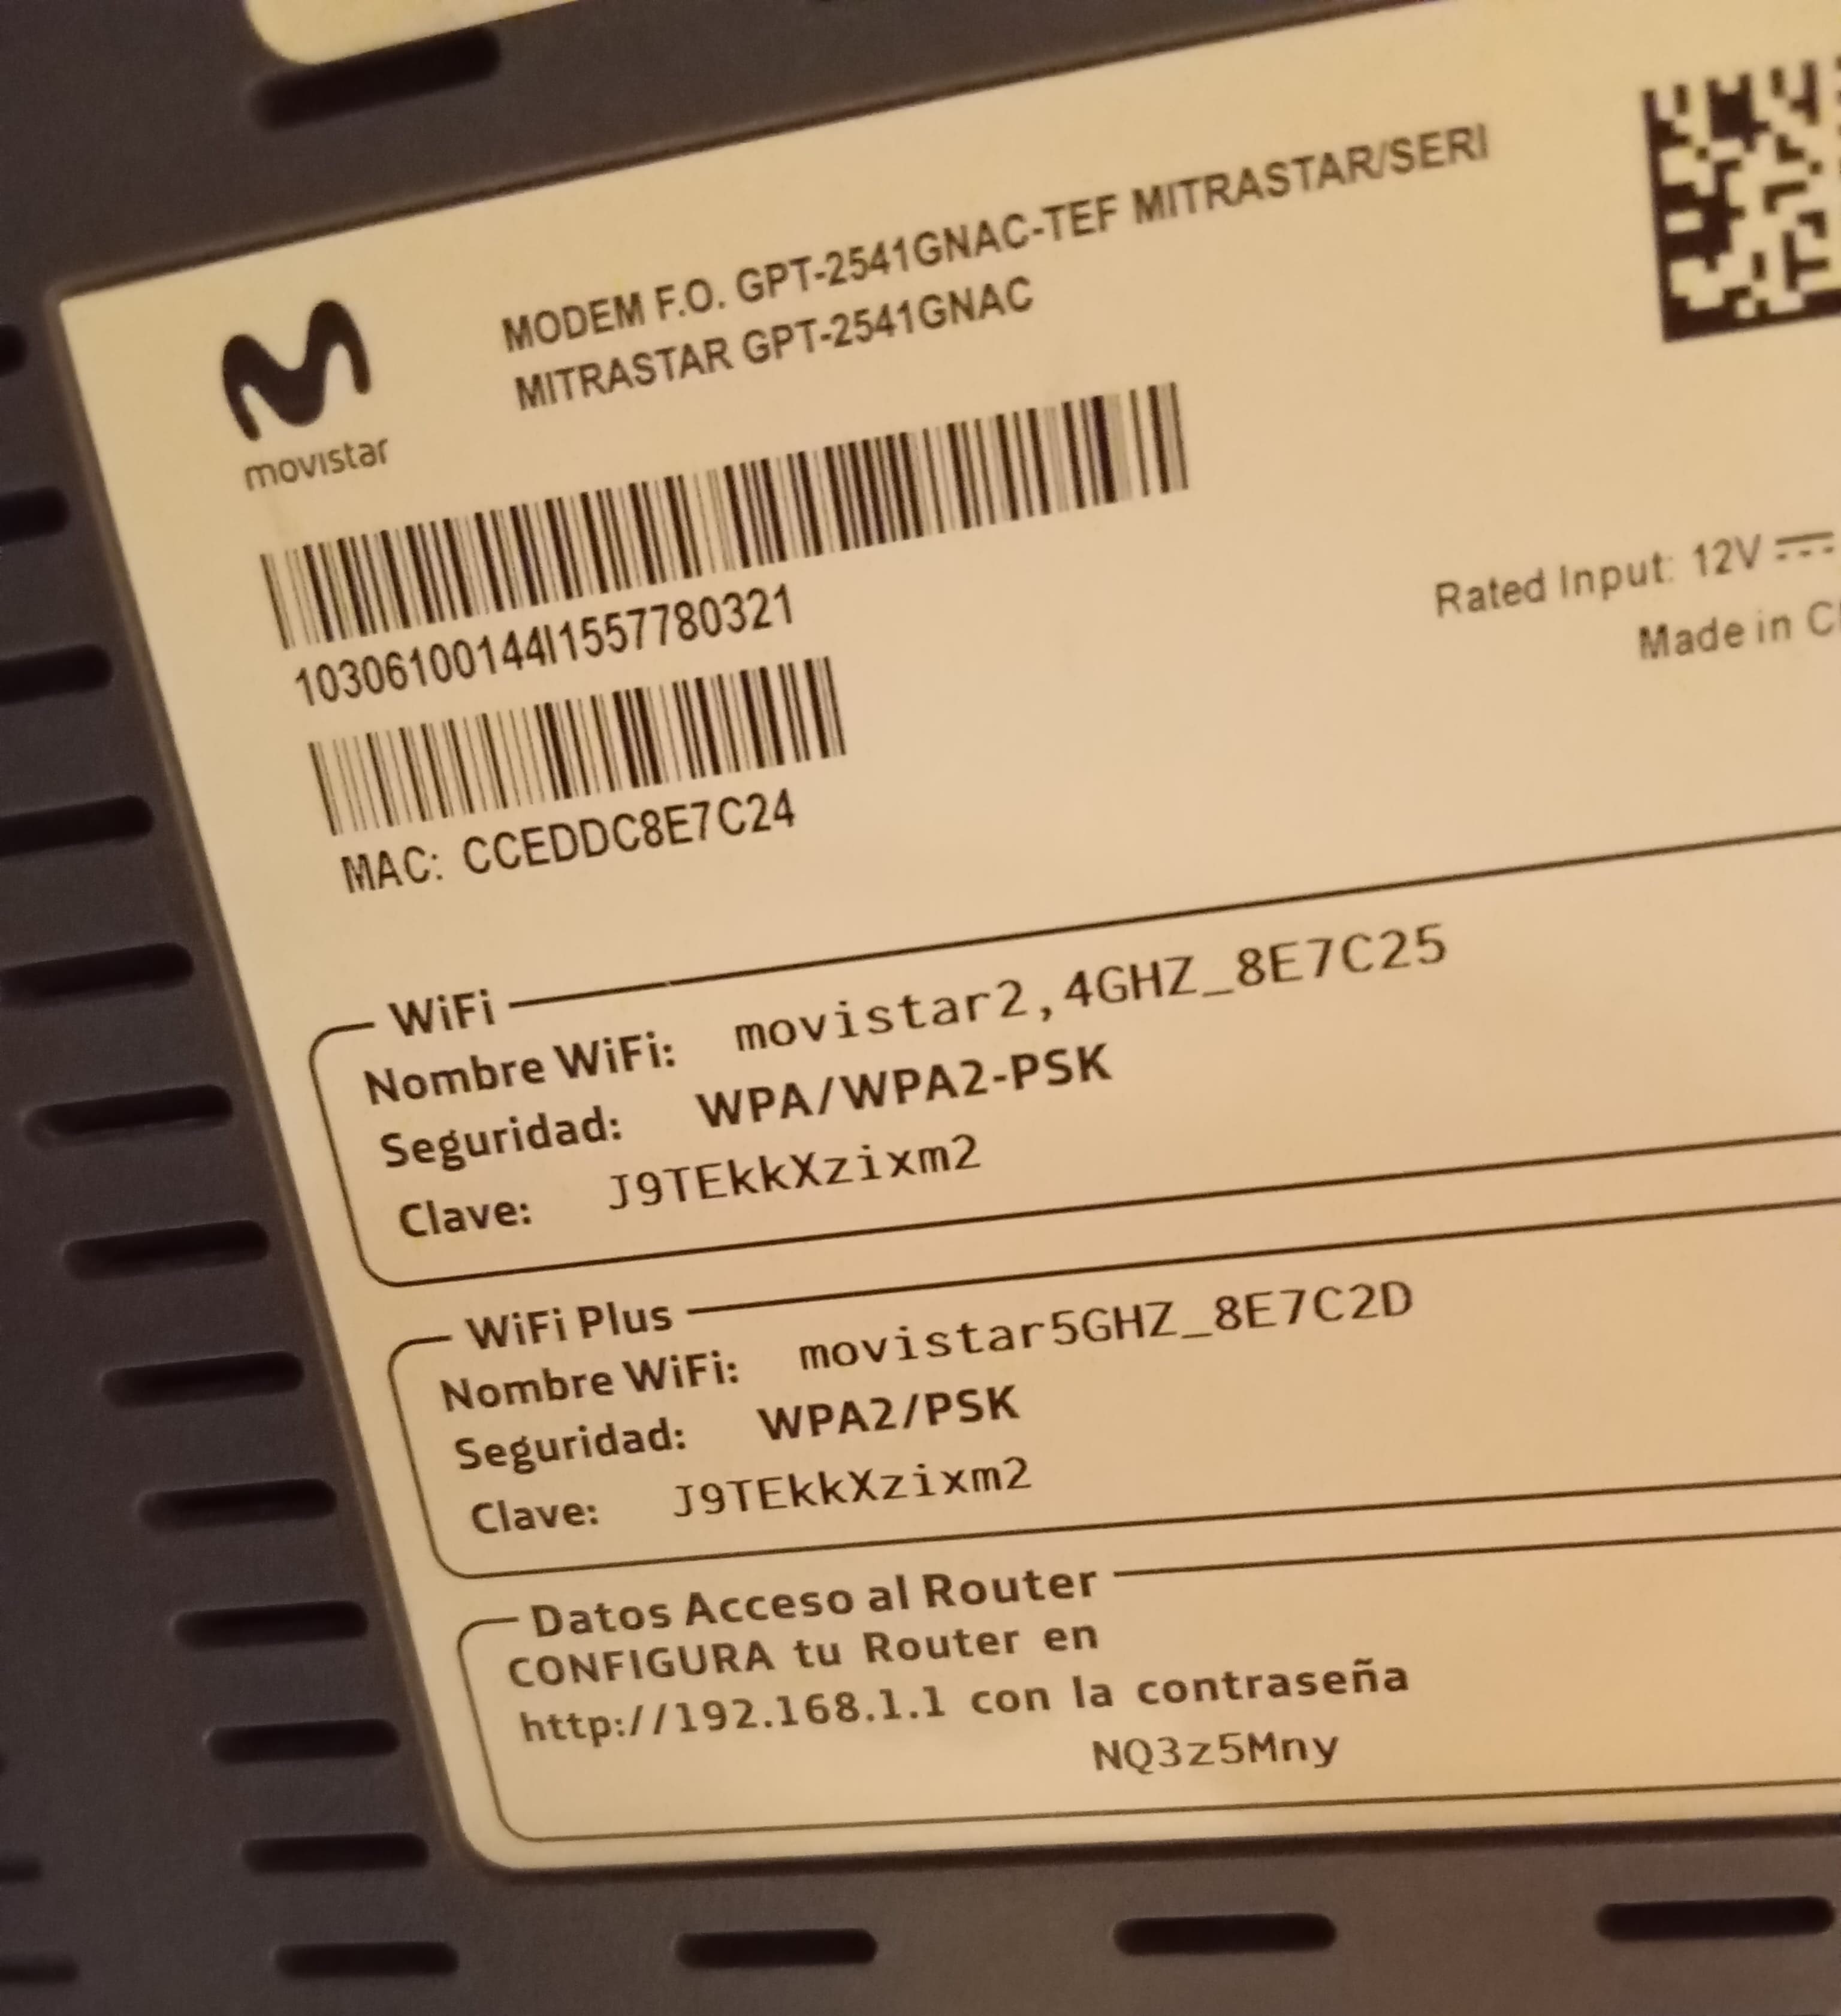 MODEM F.O. GPT-2541GNAC-TEF MITRASTAR/SERI
MITRASTAR GPT-2541GNAC
movistar
10306100144I1557780321
MAC: CCEDDC8E7C24
Rated Input: 12V
Made in
WiFi
Nombre WiFi: movistar2,4GHZ_8E7C25
Seguridad: WPA/WPA2-PSK
Clave: J9TEkkXzixm2
WiFi Plus
Nombre WiFi: movistar5GHZ_8E7C2D
Seguridad: WPA2/PSK
Clave: J9TEkkXzixm2
Datos Acceso al Router
CONFIGURA tu Router en
http://192.168.1.1 con la contraseña
NQ3z5Mny